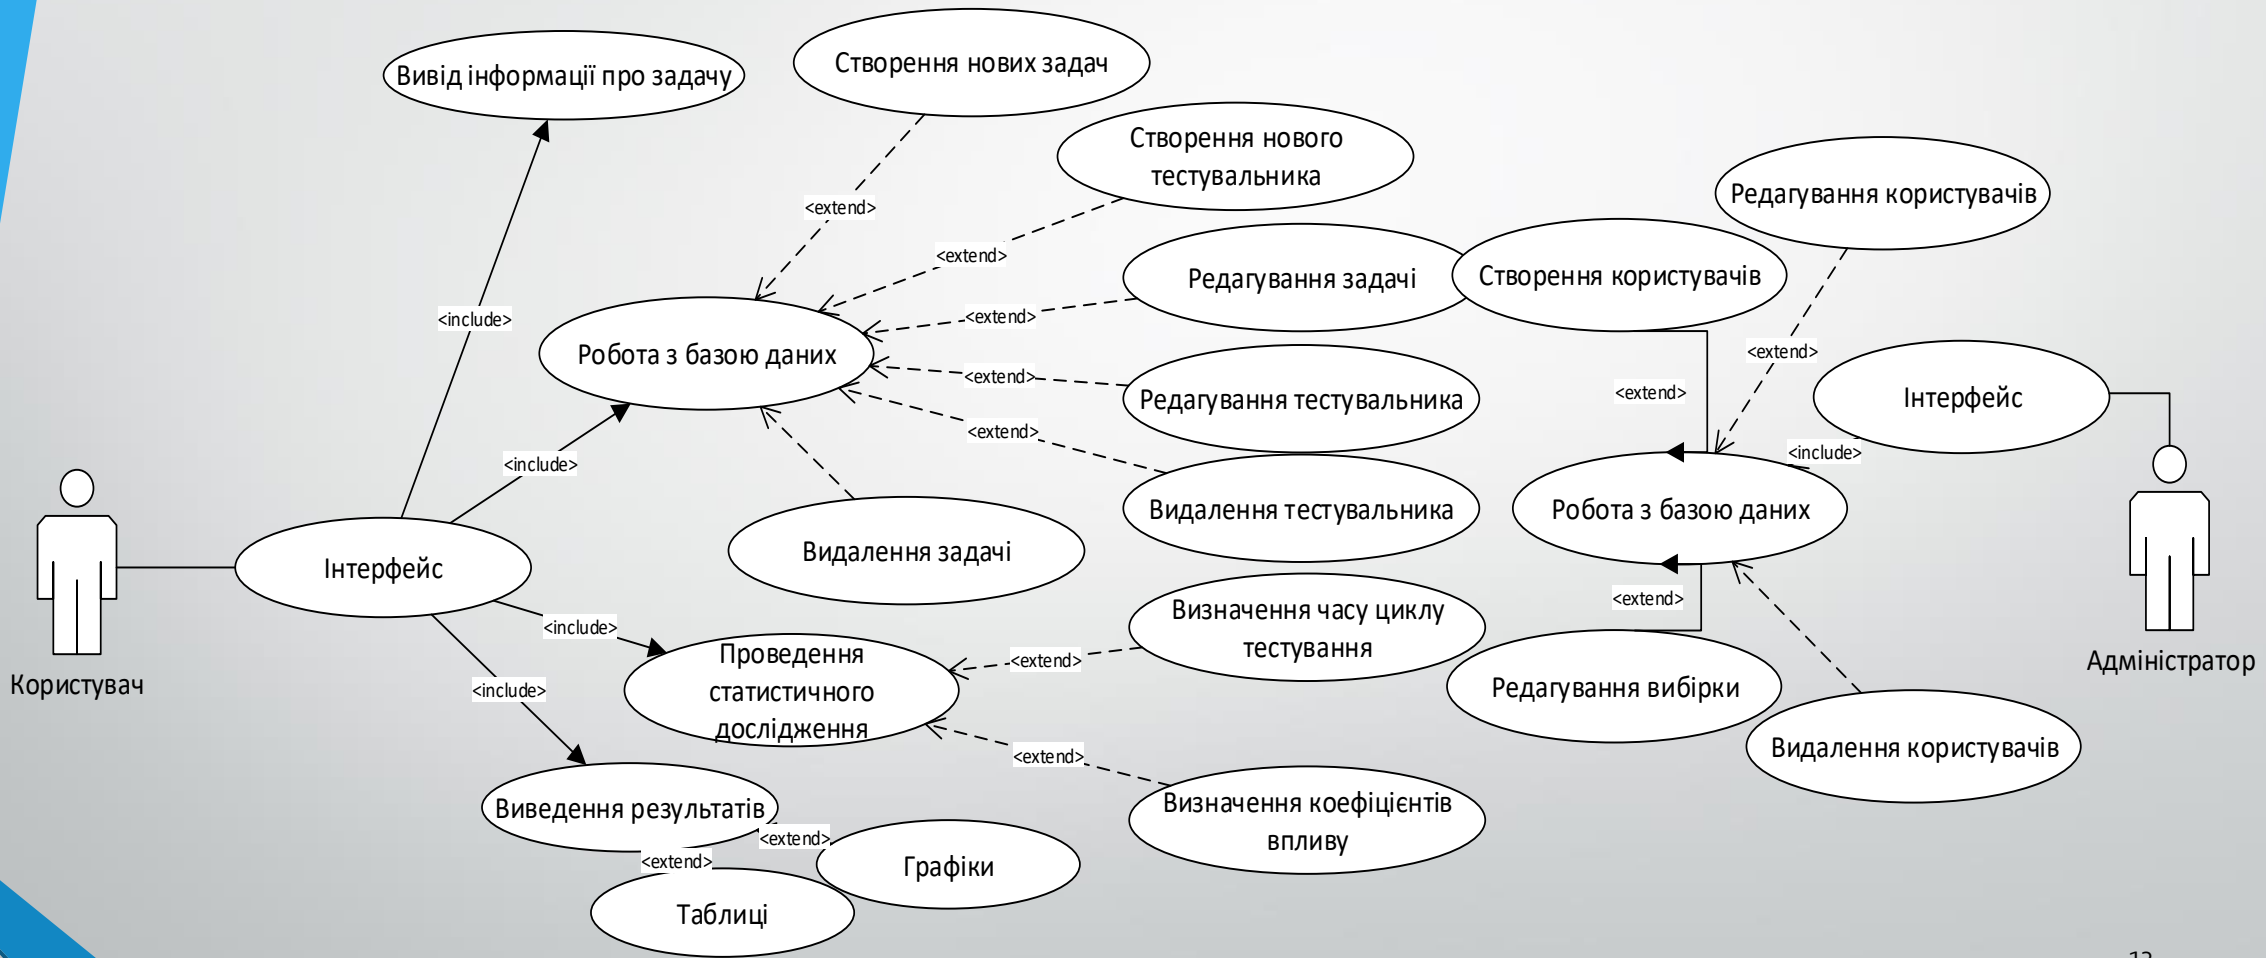 Вивід інформації про задачу
Створення нових задач
Створення нового
тестувальника
Редагування задачі
Редагування тестувальника
Видалення тестувальника
Видалення задачі
Робота з базою даних
<extend>
<extend>
<extend>
<extend>
<extend>
<include>
<include>
<include>
<include>
Інтерфейс
Користувач
Проведення
статистичного
дослідження
Визначення часу циклу
тестування
<extend>
<extend>
Визначення коефіцієнтів
впливу
Виведення результатів
<extend>
<extend>
Графіки
Таблиці
Редагування користувачів
Створення користувачів
<extend>
<extend>
Інтерфейс
<include>
Робота з базою даних
<extend>
Редагування вибірки
Видалення користувачів
Адміністратор